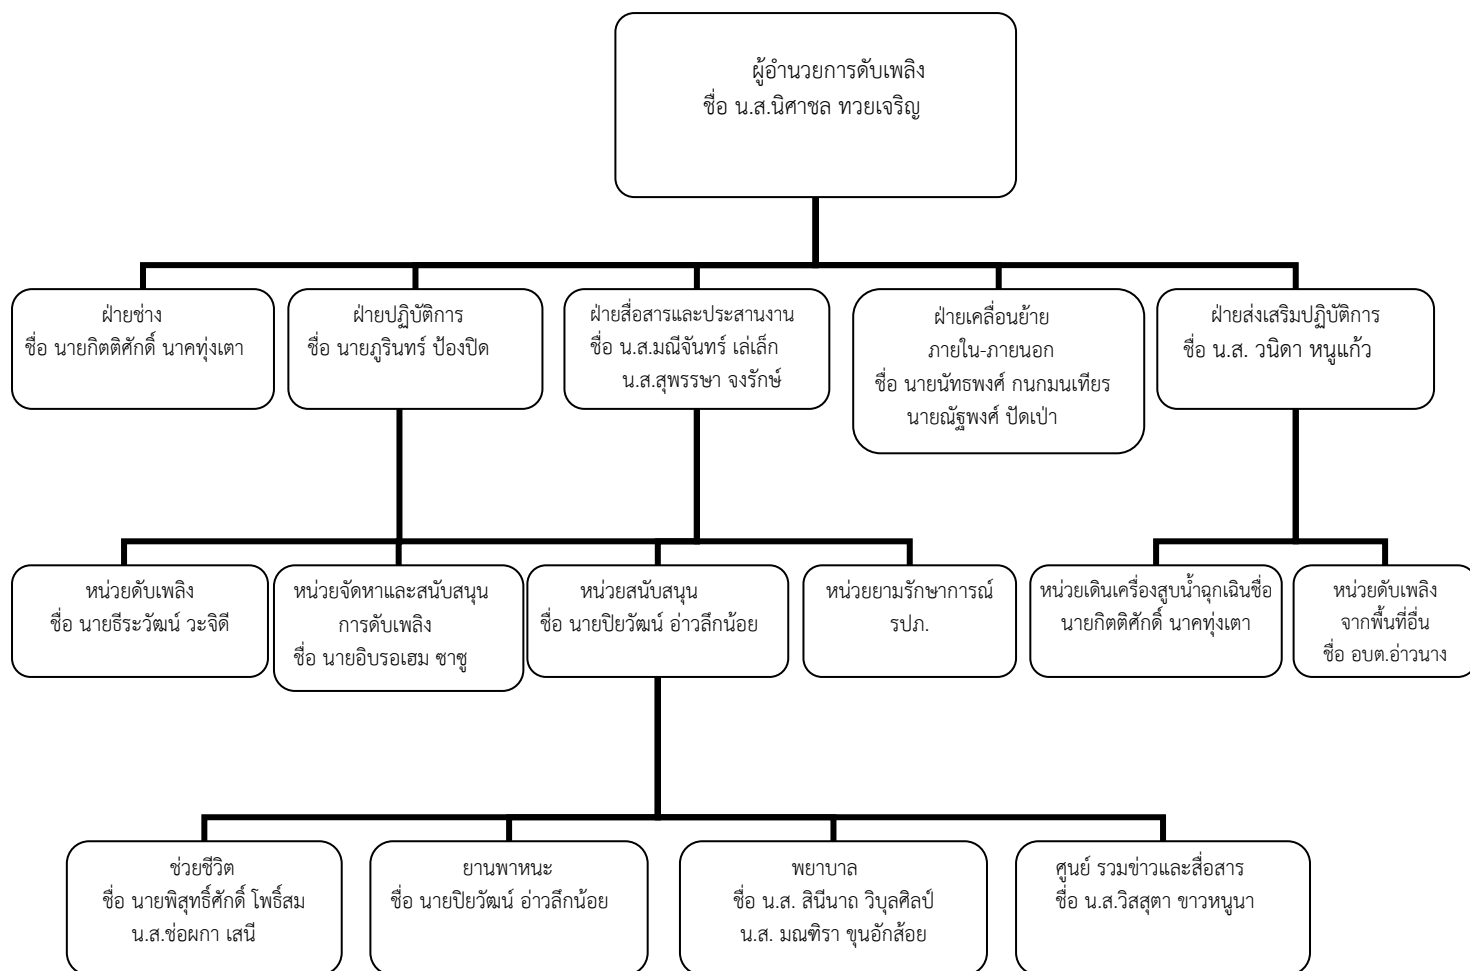 ผู้อำนวยการดับเพลิง
ชื่อ น.ส.นิศาชล ทวยเจริญ
ฝ่ายช่าง
ชื่อ นายกิตติศักดิ์ นาคทุ่งเตา
ฝ่ายปฏิบัติการ
ชื่อ นายภูรินทร์ ป้องปิด
ฝ่ายสื่อสารและประสานงาน
ชื่อ น.ส.มณีจันทร์ เล่เล็ก
น.ส.สุพรรษา จงรักษ์
ฝ่ายเคลื่อนย้าย
ภายใน-ภายนอก
ชื่อ นายนัทธพงศ์ กนกมนเทียร
นายณัฐพงศ์ ปัดเป่า
ฝ่ายส่งเสริมปฏิบัติการ
ชื่อ น.ส. วนิดา หนูแก้ว
หน่วยดับเพลิง
ชื่อ นายธีระวัฒน์ วะจิดี
หน่วยจัดหาและสนับสนุน
การดับเพลิง
ชื่อ นายอิบรอเฮม ซาซู
หน่วยสนับสนุน
ชื่อ นายปิยวัฒน์ อ่าวลึกน้อย
หน่วยยามรักษาการณ์
รปภ.
หน่วยเดินเครื่องสูบน้ำฉุกเฉินชื่อ
นายกิตติศักดิ์ นาคทุ่งเตา
หน่วยดับเพลิง
จากพื้นที่อื่น
ชื่อ อบต.อ่าวนาง
ช่วยชีวิต
ชื่อ นายพิสุทธิ์ศักดิ์ โพธิ์สม
น.ส.ช่อผกา เสนี
ยานพาหนะ
ชื่อ นายปิยวัฒน์ อ่าวลึกน้อย
พยาบาล
ชื่อ น.ส. สินีนาถ วิบุลศิลป์
น.ส. มณฑิรา ขุนอักส้อย
ศูนย์ รวมข่าวและสื่อสาร
ชื่อ น.ส.วิสสุตา ขาวหนูนา